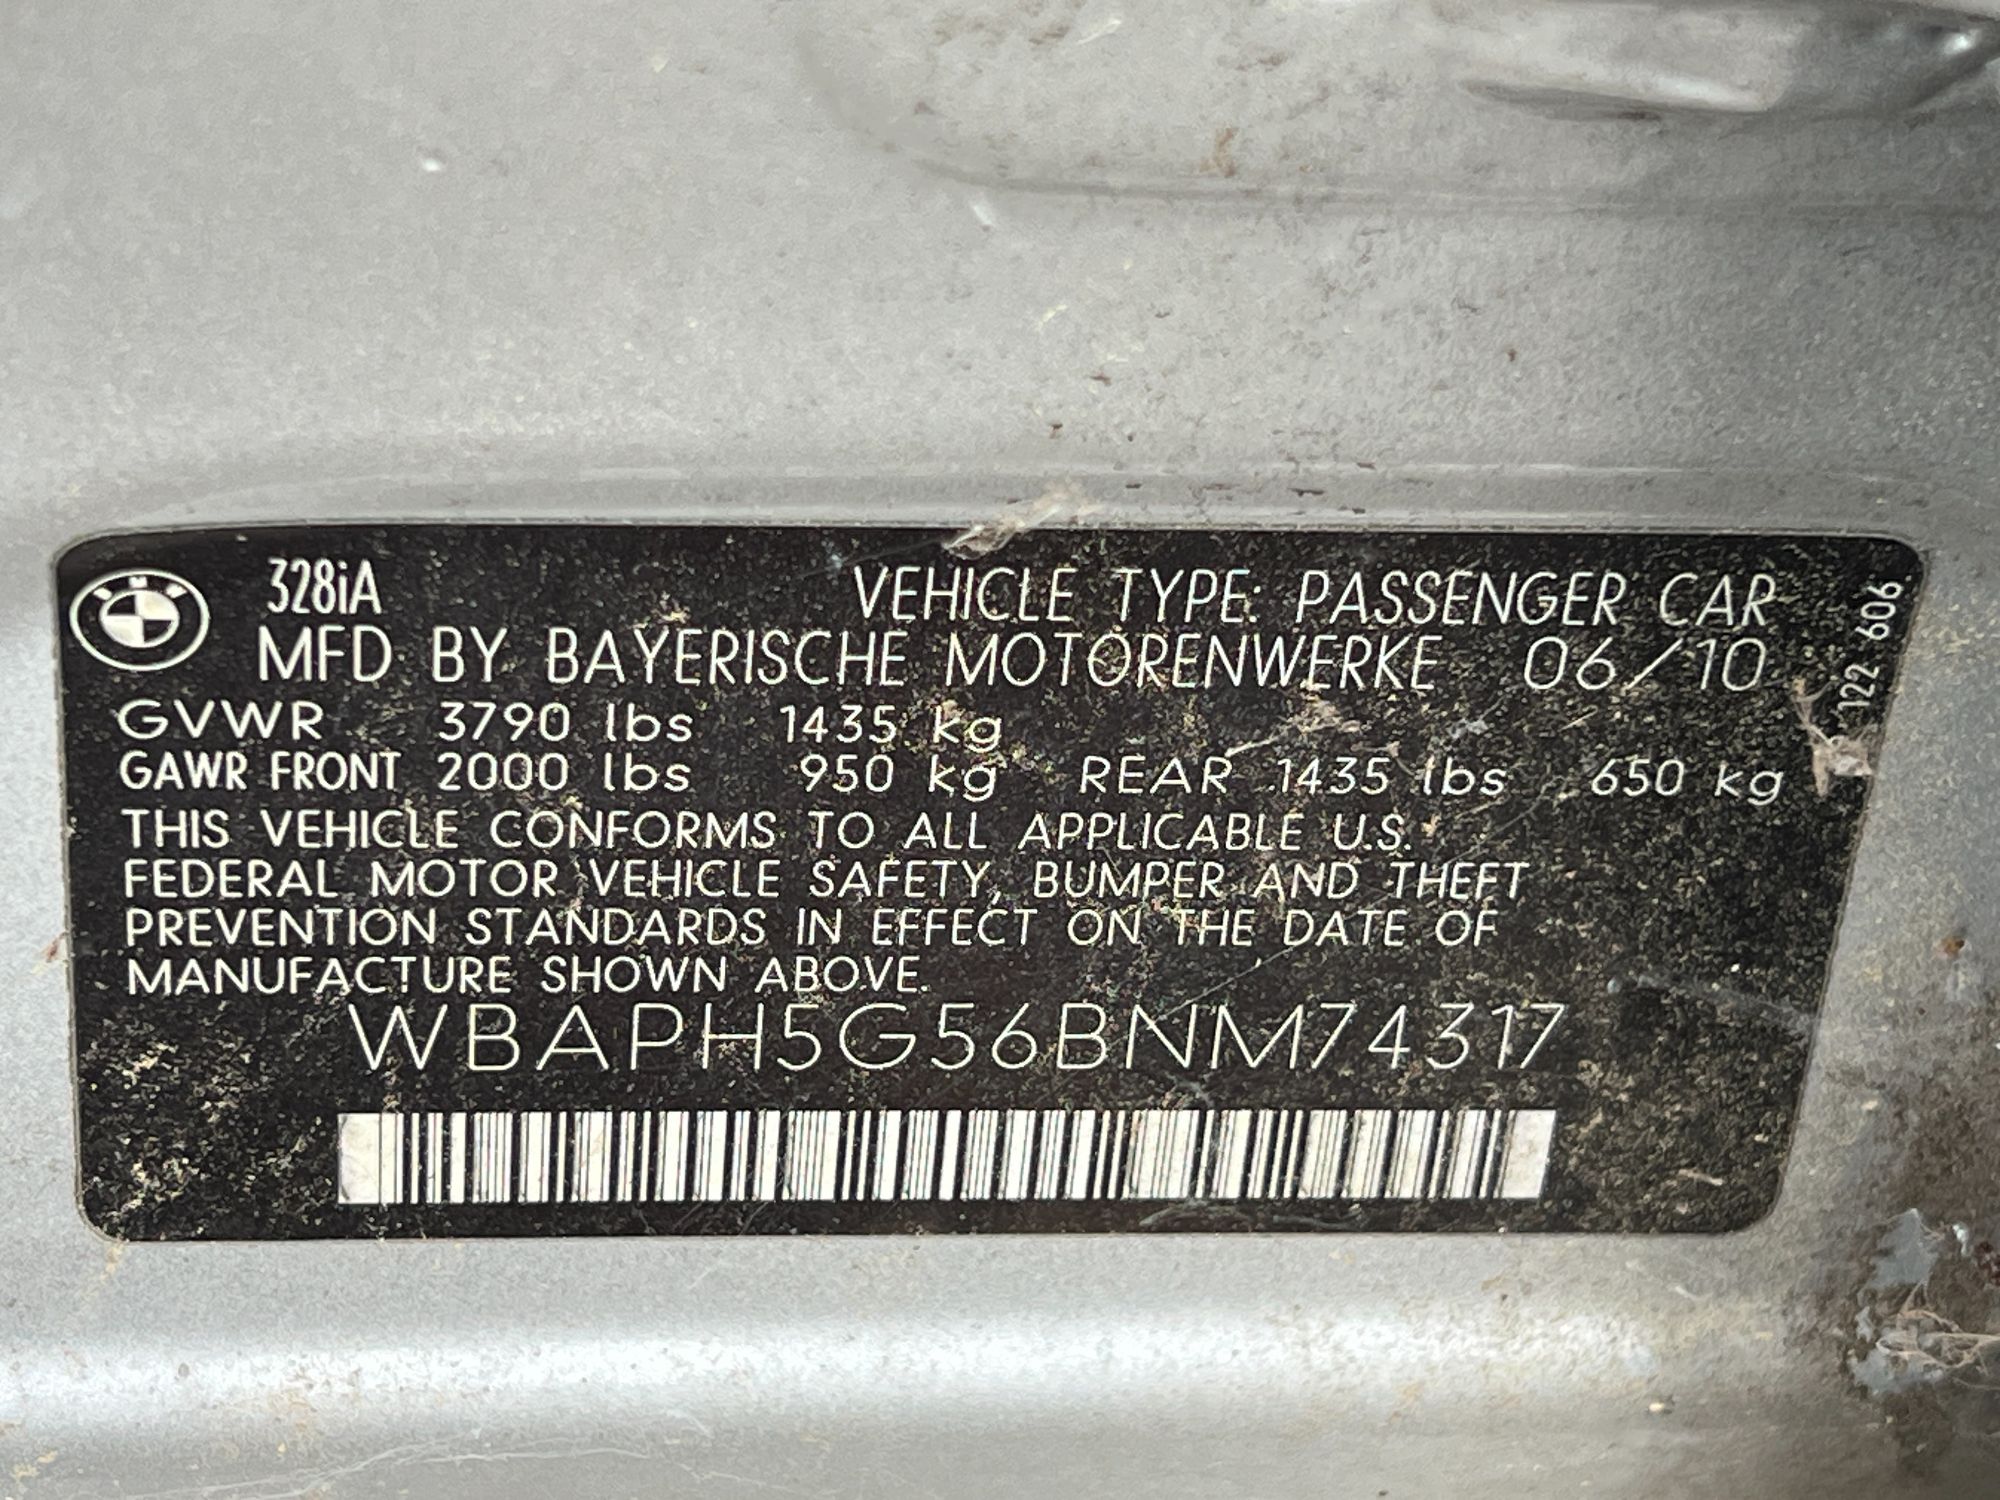 328iA VEHICLE TYPE: PASSENGER CAR
MFD BY BAYERISCHE MOTORENWERKE 06/10
GVWR 3790 lbs 1435 kg
GAWR FRONT 2000 lbs 950 kg REAR 1435 lbs 650 kg
THIS VEHICLE CONFORMS TO ALL APPLICABLE U.S.
FEDERAL MOTOR VEHICLE SAFETY, BUMPER AND THEFT
PREVENTION STANDARDS IN EFFECT ON THE DATE OF
MANUFACTURE SHOWN ABOVE.
WBAPH5G56BNM74317
122 606